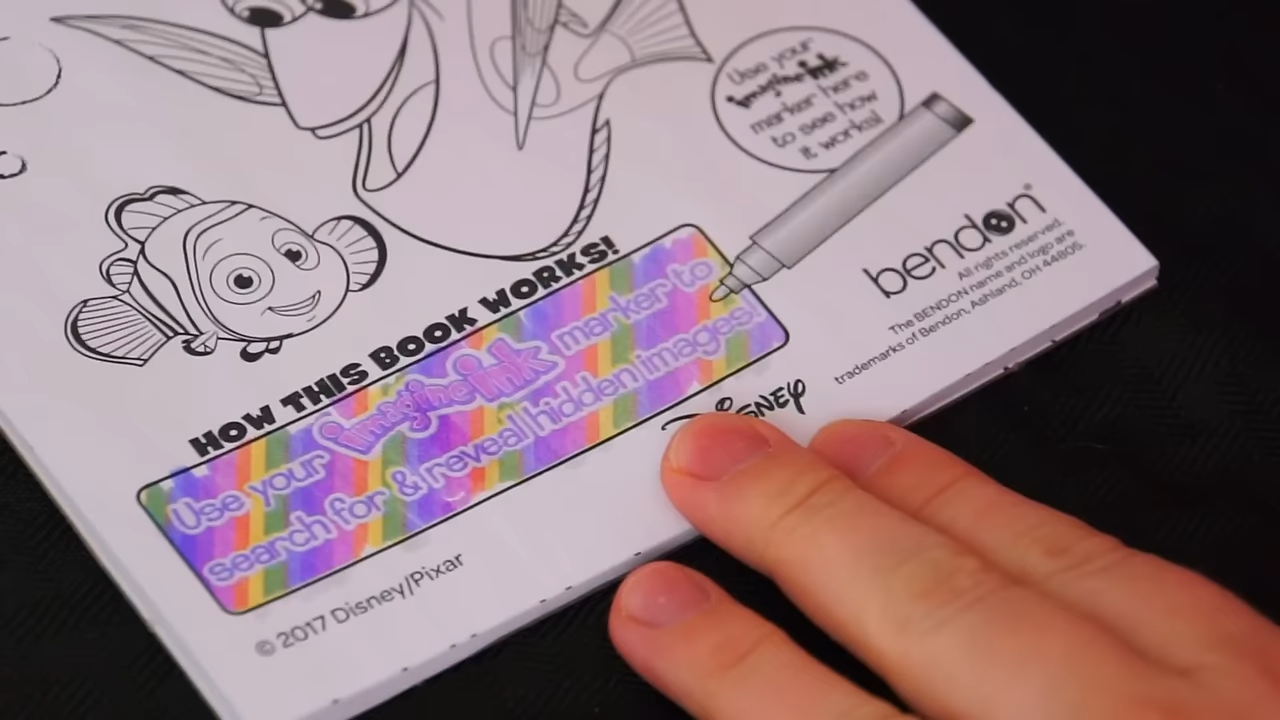 Use your
imagine ink
marker here
to see how
it works!
bendon®
All rights reserved.
The BENDON name and logo are
trademarks of Bendon, Ashland, OH 44805.
HOW THIS BOOK WORKS!
Use your imagine ink marker to
search for & reveal hidden images!
DISNEY
© 2017 Disney/Pixar